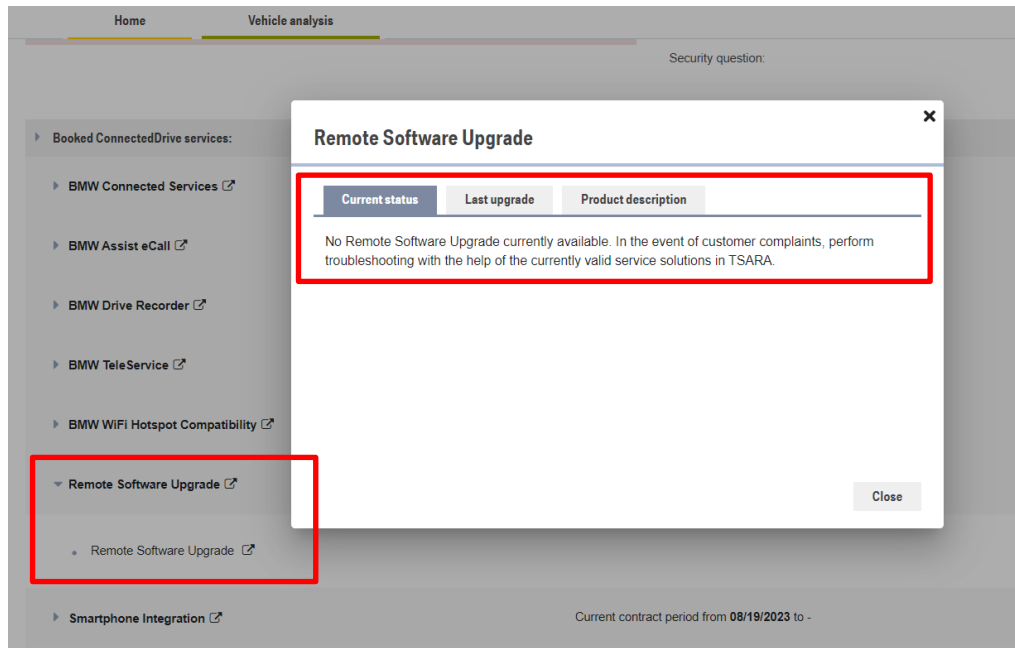 Home
Vehicle analysis
Security question:
Booked ConnectedDrive services:
BMW Connected Services
BMW Assist eCall
BMW Drive Recorder
BMW TeleService
BMW WiFi Hotspot Compatibility
Remote Software Upgrade
Remote Software Upgrade
Smartphone Integration
Current contract period from 08/19/2023 to -
Remote Software Upgrade
Current status
Last upgrade
Product description
No Remote Software Upgrade currently available. In the event of customer complaints, perform
troubleshooting with the help of the currently valid service solutions in TSARA.
Close